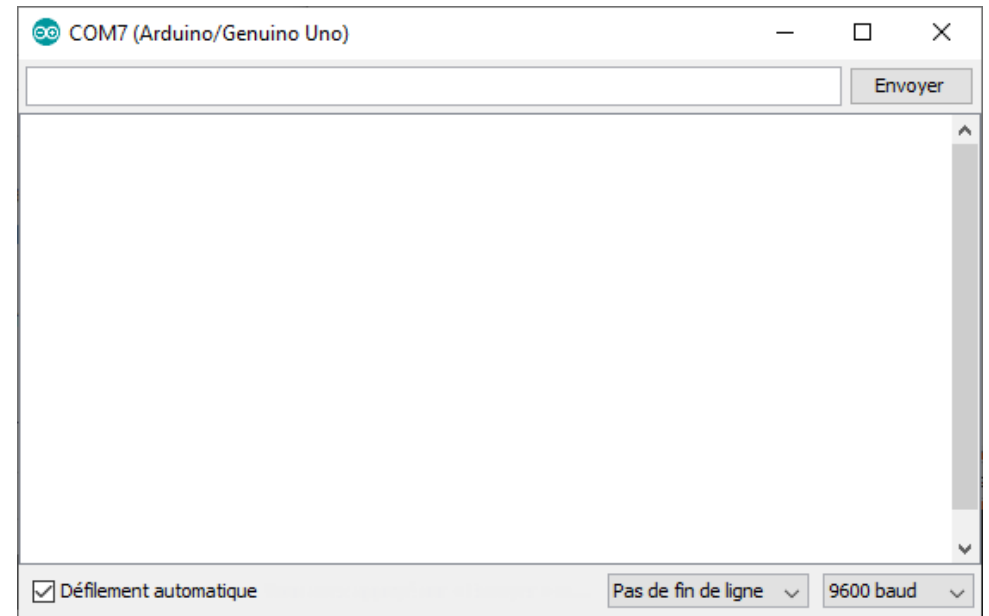 COM7 (Arduino/Genuino Uno)
Envoyer
Défilement automatique
Pas de fin de ligne
9600 baud